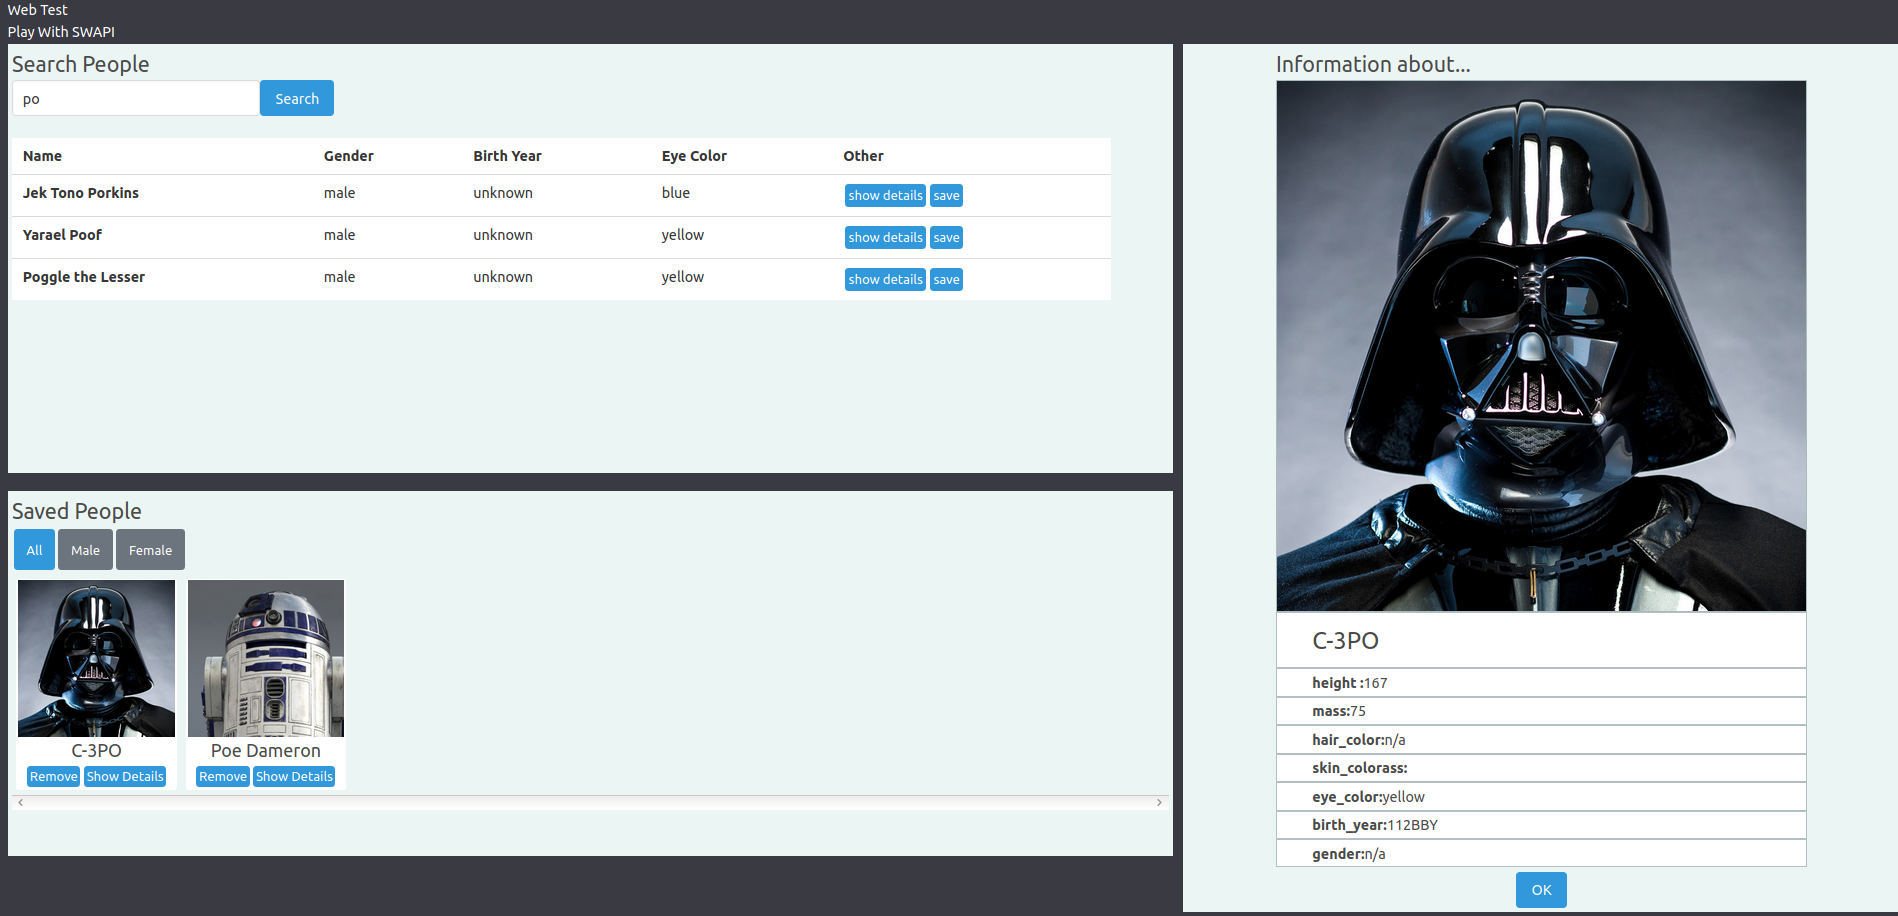 Web Test
Play With SWAPI
Search People
po
Search
Name Gender Birth Year Eye Color Other
Jek Tono Porkins male unknown blue show details save
Yarael Poof male unknown yellow show details save
Poggle the Lesser male unknown yellow show details save
Saved People
All Male Female
C-3PO Poe Dameron
Remove Show Details Remove Show Details
Information about...
C-3PO
height :167
mass:75
hair_color:n/a
skin_colorass:
eye_color:yellow
birth_year:112BBY
gender:n/a
OK